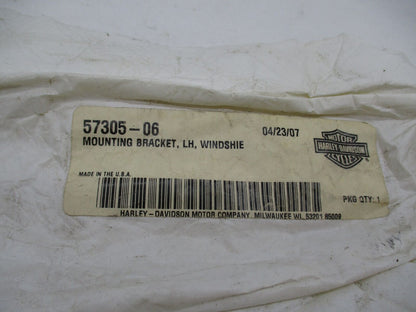 57305-06 04/23/07
MOUNTING BRACKET, LH, WINDSHIE
MOTOR
HARLEY-DAVIDSON
CYCLES
MADE IN THE U.S.A.
PKG QTY: 1
HARLEY - DAVIDSON MOTOR COMPANY, MILWAUKEE WI, 53201 85009